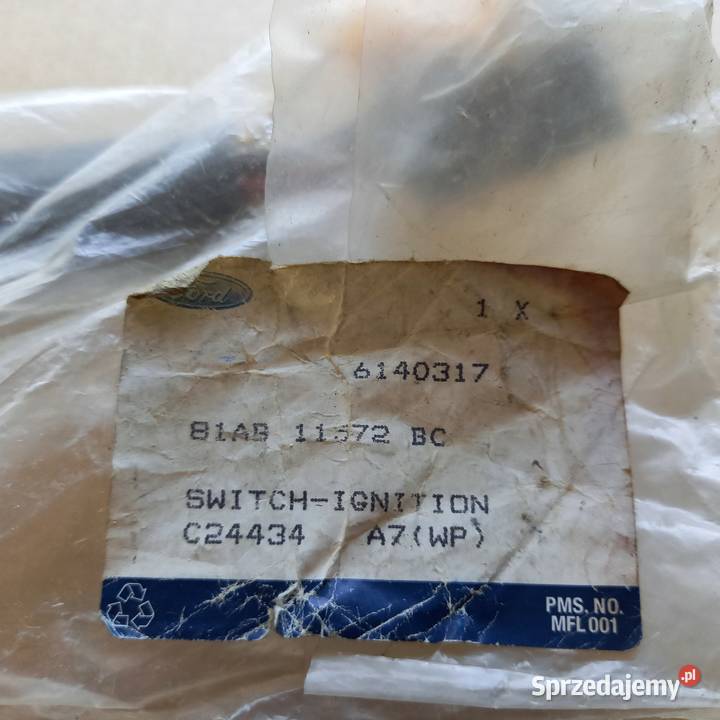 Ford
1 X
6140317
81AB 11572 BC
SWITCH-IGNITION
C24434 A7(WP)
PMS. NO.
MFL 001
Sprzedajemy.pl